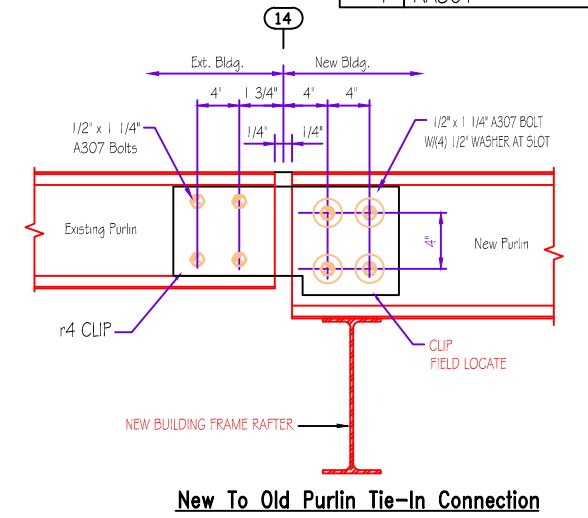 14
Ext. Bldg.
New Bldg.
4"
1 3/4"
4"
4"
1/4"
1/4"
1/2" x 1 1/4"
A307 Bolts
1/2" x 1 1/4" A307 BOLT
W/(4) 1/2" WASHER AT SLOT
Existing Purlin
4"
New Purlin
r4 CLIP
CLIP
FIELD LOCATE
NEW BUILDING FRAME RAFTER
New To Old Purlin Tie-In Connection